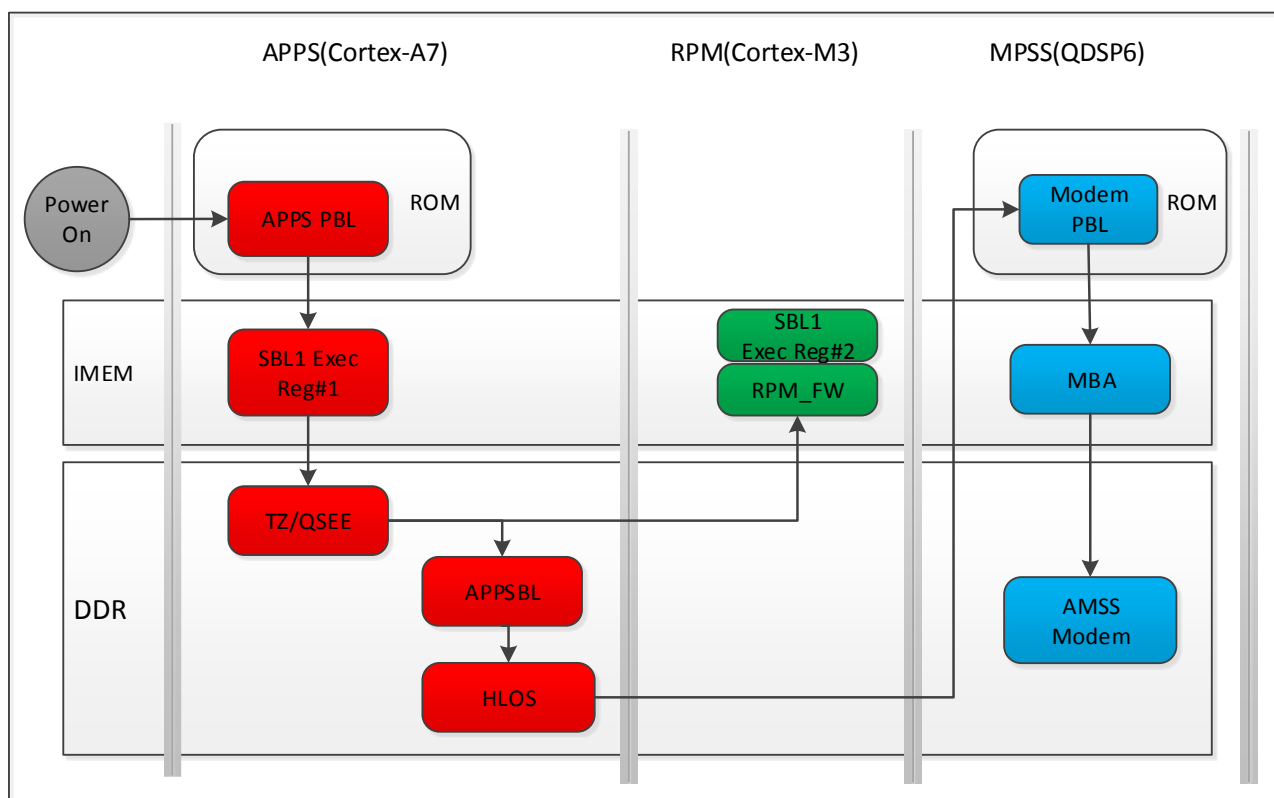 APPS(Cortex-A7)
RPM(Cortex-M3)
MPSS(QDSP6)
Power
On
APPS PBL
ROM
Modem
PBL
ROM
IMEM
SBL1 Exec
Reg#1
SBL1
Exec Reg#2
RPM_FW
MBA
DDR
TZ/QSEE
APPSBL
HLOS
AMSS
Modem